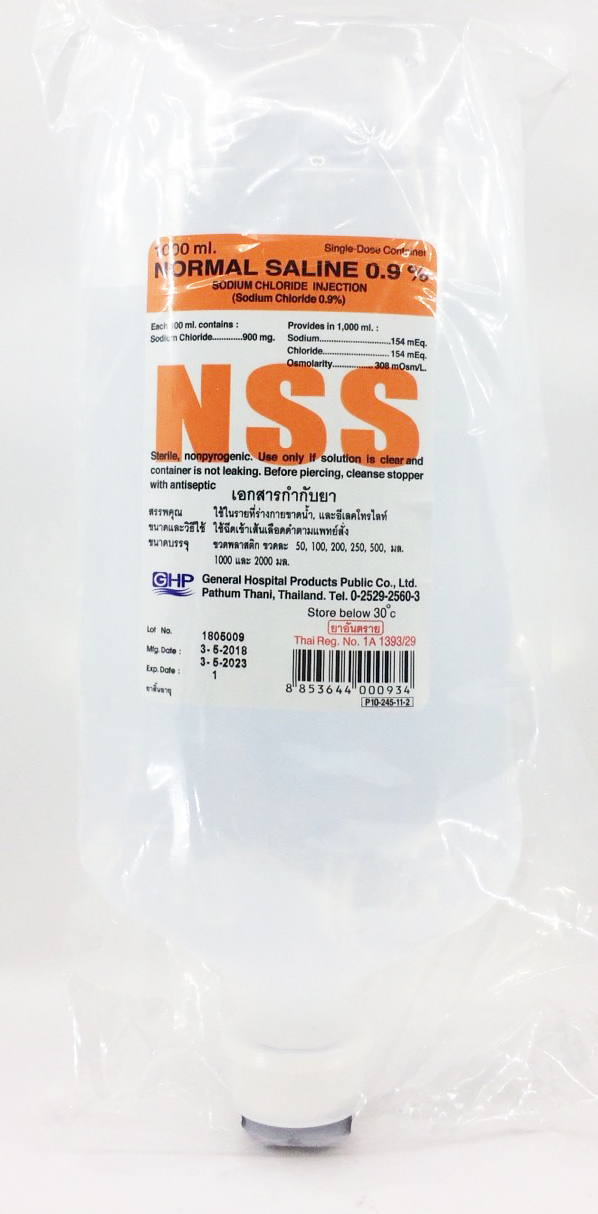 1000 ml.
Single-Dose Container
NORMAL SALINE 0.9 %
SODIUM CHLORIDE INJECTION
(Sodium Chloride 0.9%)
Each 100 ml. contains :
Sodium Chloride.............900 mg.
Provides in 1,000 ml. :
Sodium............................154 mEq.
Chloride..........................154 mEq.
Osmolarity................308 mOsm/L.
NSS
Sterile, nonpyrogenic. Use only if solution is clear and
container is not leaking. Before piercing, cleanse stopper
with antiseptic
เอกสารกำกับยา
สรรพคุณ ใช้ในรายที่ร่างกายขาดน้ำ, และอีเลคโทรไลท์
ขนาดและวิธีใช้ ใช้ฉีดเข้าเส้นเลือดดำตามแพทย์สั่ง
ขนาดบรรจุ ขวดพลาสติก ขวดละ 50, 100, 200, 250, 500, มล.
1000 และ 2000 มล.
GHP
General Hospital Products Public Co., Ltd.
Pathum Thani, Thailand. Tel. 0-2529-2560-3
Store below 30°c
ยาอันตราย
Thai Reg. No. 1A 1393/29
Lot No. 1805009
Mfg. Date : 3-5-2018
Exp. Date : 3-5-2023
1
ยาสิ้นอายุ
8 853644 000934
P10-245-11-2